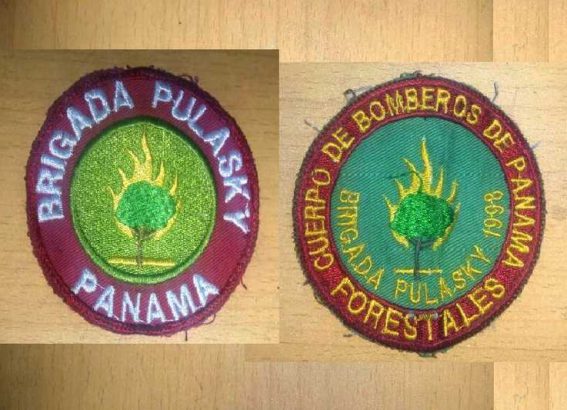 BRIGADA PULASKY
PANAMA
CUERPO DE BOMBEROS DE PANAMA
BRIGADA PULASKY 1998
FORESTALES